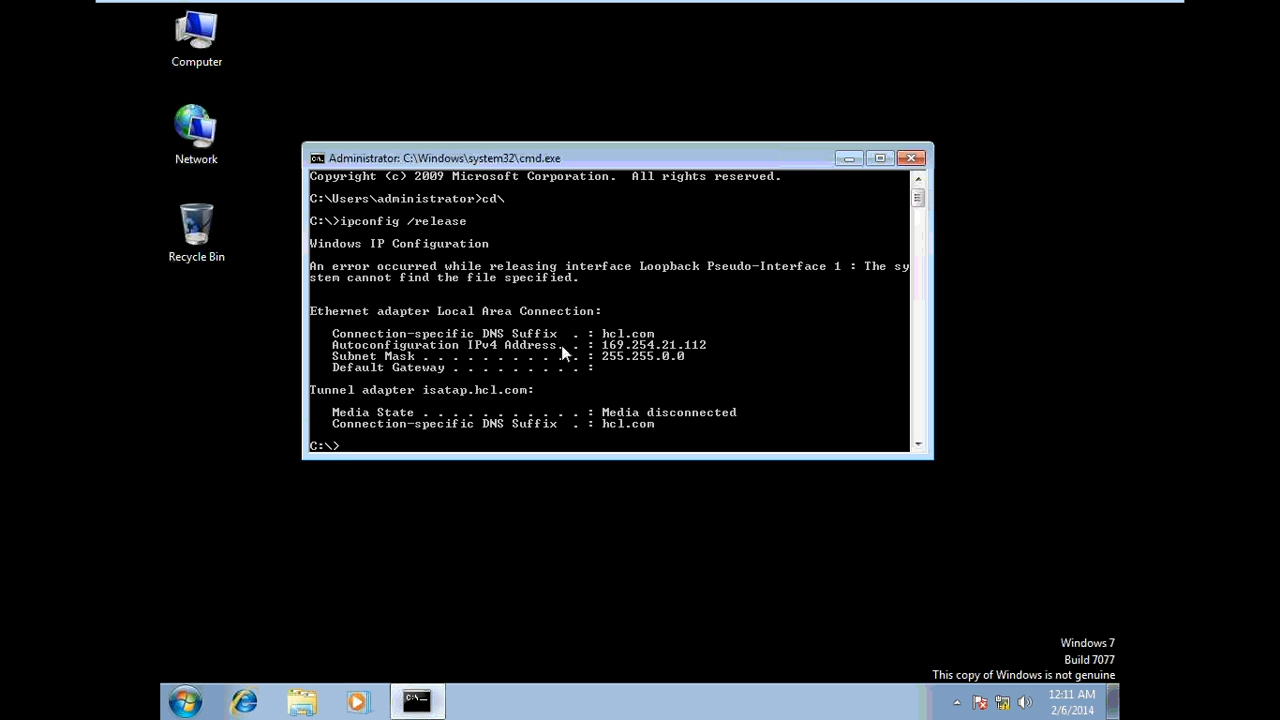 Computer
Network
Recycle Bin
Administrator: C:\Windows\system32\cmd.exe
Copyright (c) 2009 Microsoft Corporation.  All rights reserved.
C:\Users\administrator>cd\
C:\>ipconfig /release
Windows IP Configuration
An error occurred while releasing interface Loopback Pseudo-Interface 1 : The sy
stem cannot find the file specified.
Ethernet adapter Local Area Connection:
Connection-specific DNS Suffix  . : hcl.com
Autoconfiguration IPv4 Address. . : 169.254.21.112
Subnet Mask . . . . . . . . . . . : 255.255.0.0
Default Gateway . . . . . . . . . :
Tunnel adapter isatap.hcl.com:
Media State . . . . . . . . . . . : Media disconnected
Connection-specific DNS Suffix  . : hcl.com
C:\>
Windows 7
Build 7077
This copy of Windows is not genuine
12:11 AM
2/6/2014